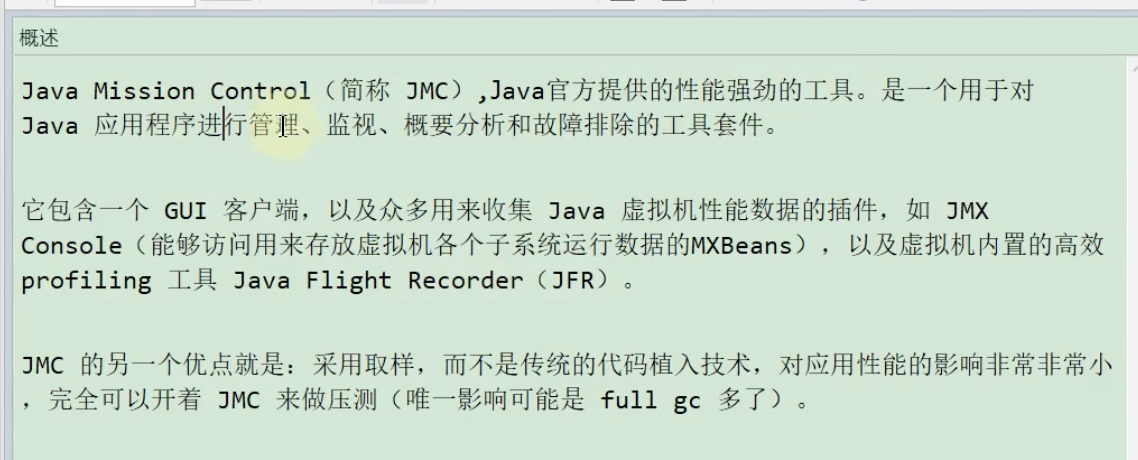 概述
Java Mission Control（简称 JMC）,Java官方提供的性能强劲的工具。是一个用于对
Java 应用程序进行管理、监视、概要分析和故障排除的工具套件。
它包含一个 GUI 客户端，以及众多用来收集 Java 虚拟机性能数据的插件，如 JMX
Console（能够访问用来存放虚拟机各个子系统运行数据的MXBeans），以及虚拟机内置的高效
profiling 工具 Java Flight Recorder（JFR）。
JMC 的另一个优点就是：采用取样，而不是传统的代码植入技术，对应用性能的影响非常非常小
，完全可以开着 JMC 来做压测（唯一影响可能是 full gc 多了）。